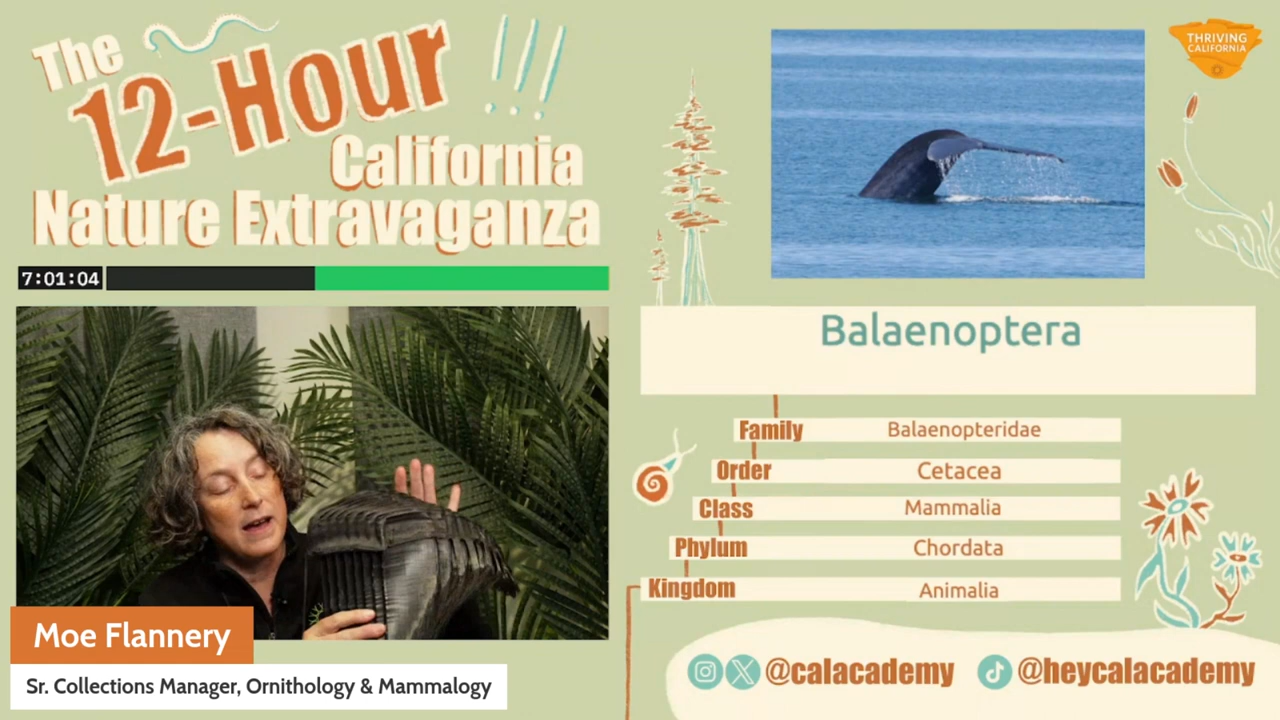 The
12-Hour !!!
California
Nature Extravaganza
7:01:04
Moe Flannery
Sr. Collections Manager, Ornithology & Mammalogy
THRIVING
CALIFORNIA
Balaenoptera
Family Balaenopteridae
Order Cetacea
Class Mammalia
Phylum Chordata
Kingdom Animalia
@calacademy @heycalacademy